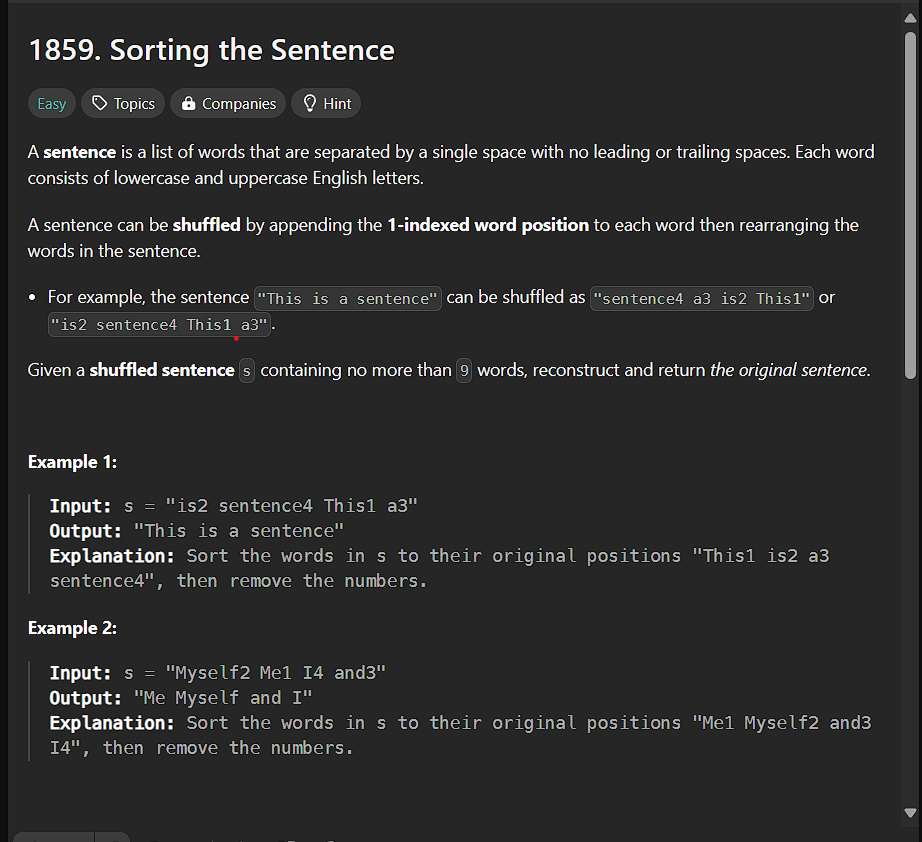 1859. Sorting the Sentence
Easy Topics Companies Hint
A sentence is a list of words that are separated by a single space with no leading or trailing spaces. Each word
consists of lowercase and uppercase English letters.
A sentence can be shuffled by appending the 1-indexed word position to each word then rearranging the
words in the sentence.
• For example, the sentence "This is a sentence" can be shuffled as "sentence4 a3 is2 This1" or
"is2 sentence4 This1 a3".
Given a shuffled sentence s containing no more than 9 words, reconstruct and return the original sentence.
Example 1:
Input: s = "is2 sentence4 This1 a3"
Output: "This is a sentence"
Explanation: Sort the words in s to their original positions "This1 is2 a3
sentence4", then remove the numbers.
Example 2:
Input: s = "Myself2 Me1 I4 and3"
Output: "Me Myself and I"
Explanation: Sort the words in s to their original positions "Me1 Myself2 and3
I4", then remove the numbers.